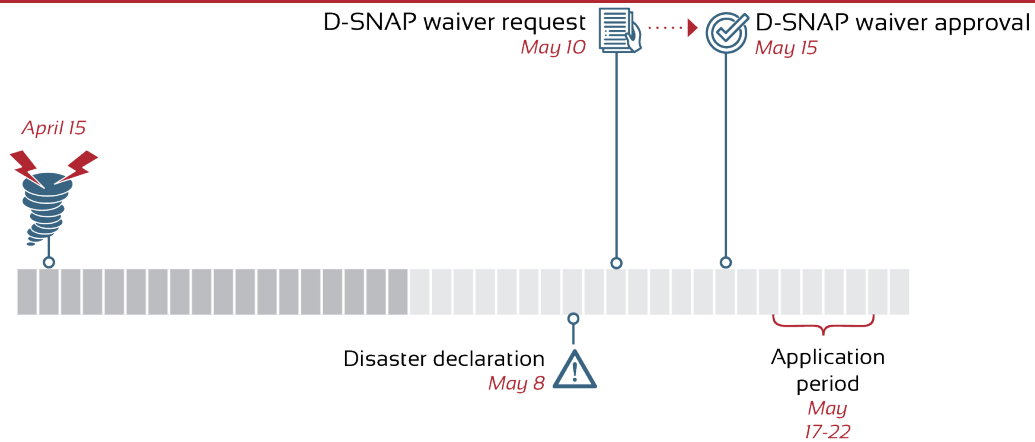 D-SNAP waiver request
May 10
D-SNAP waiver approval
May 15
April 15
Disaster declaration
May 8
Application
period
May
17-22